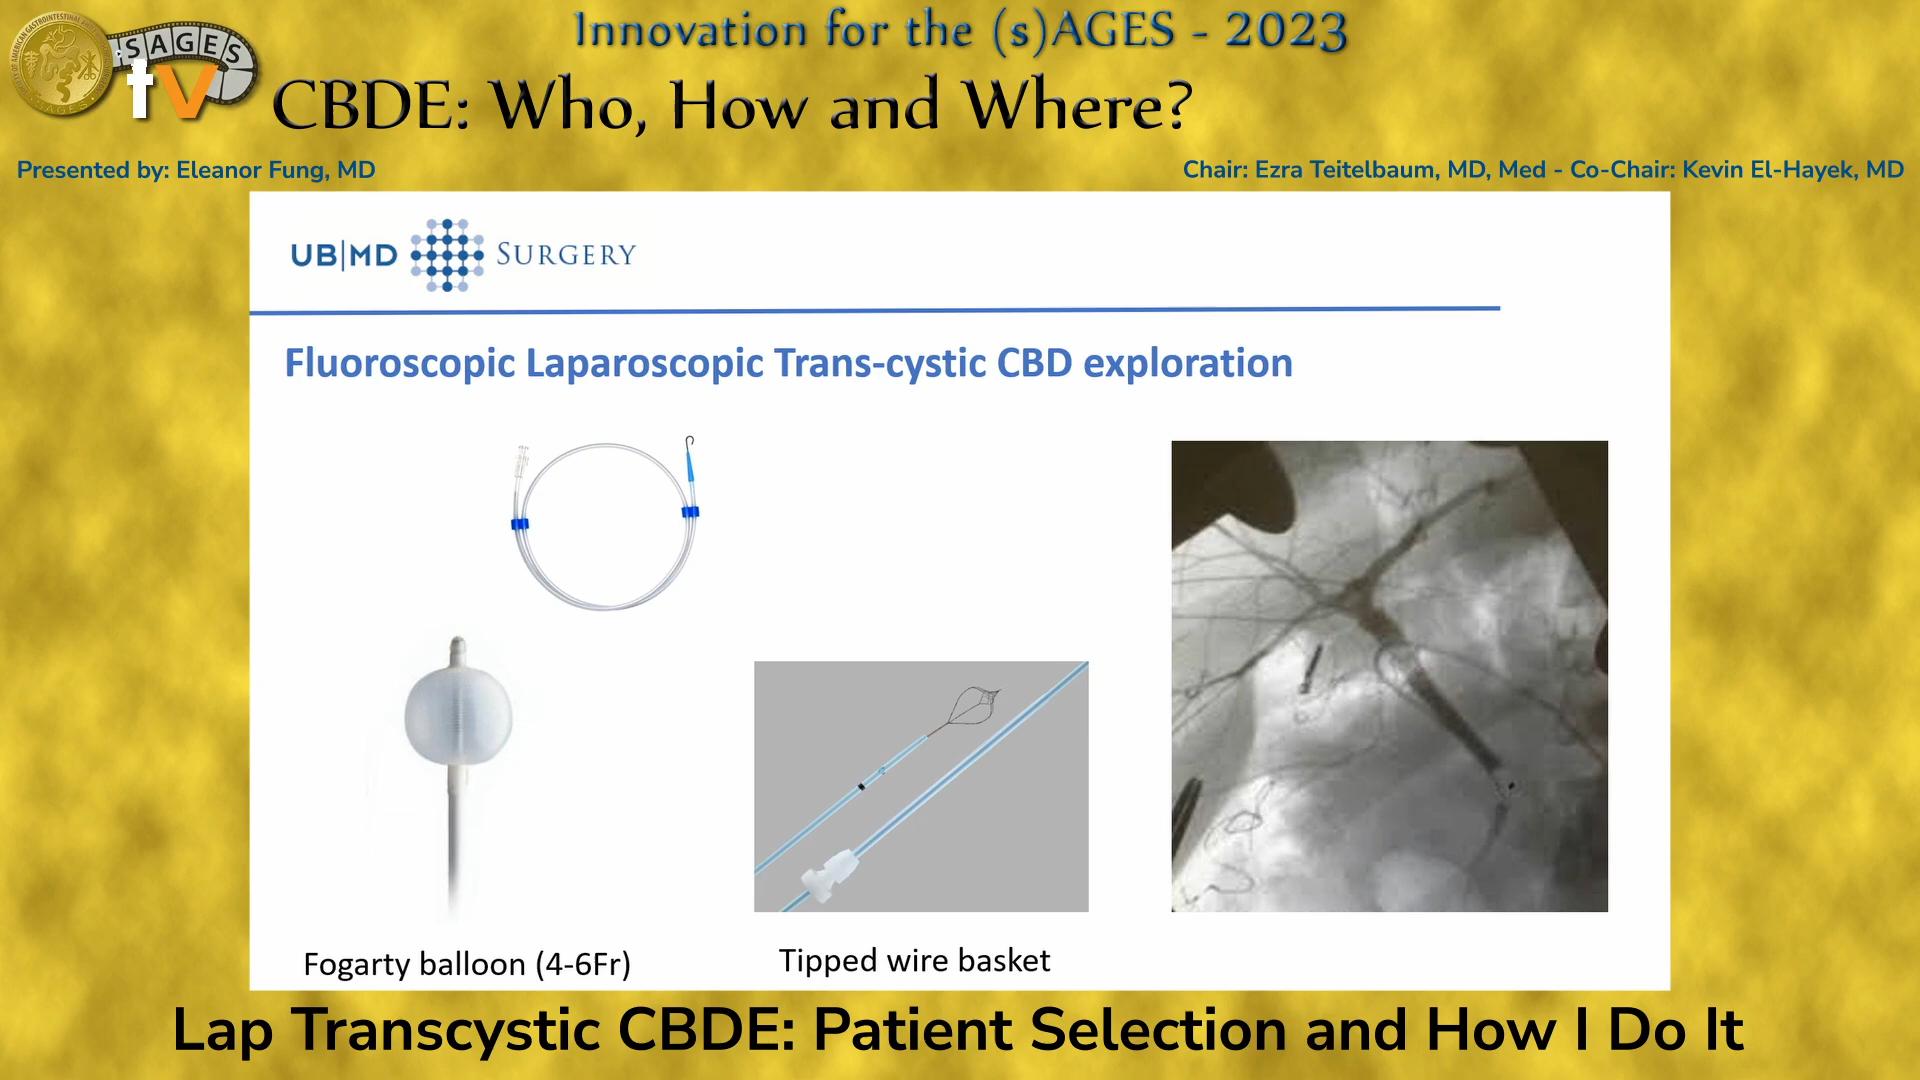 Innovation for the (s)AGES - 2023
SAGES
tv
CBDE: Who, How and Where?
Presented by: Eleanor Fung, MD
Chair: Ezra Teitelbaum, MD, Med - Co-Chair: Kevin El-Hayek, MD
UB|MD SURGERY
Fluoroscopic Laparoscopic Trans-cystic CBD exploration
Fogarty balloon (4-6Fr)
Tipped wire basket
Lap Transcystic CBDE: Patient Selection and How I Do It